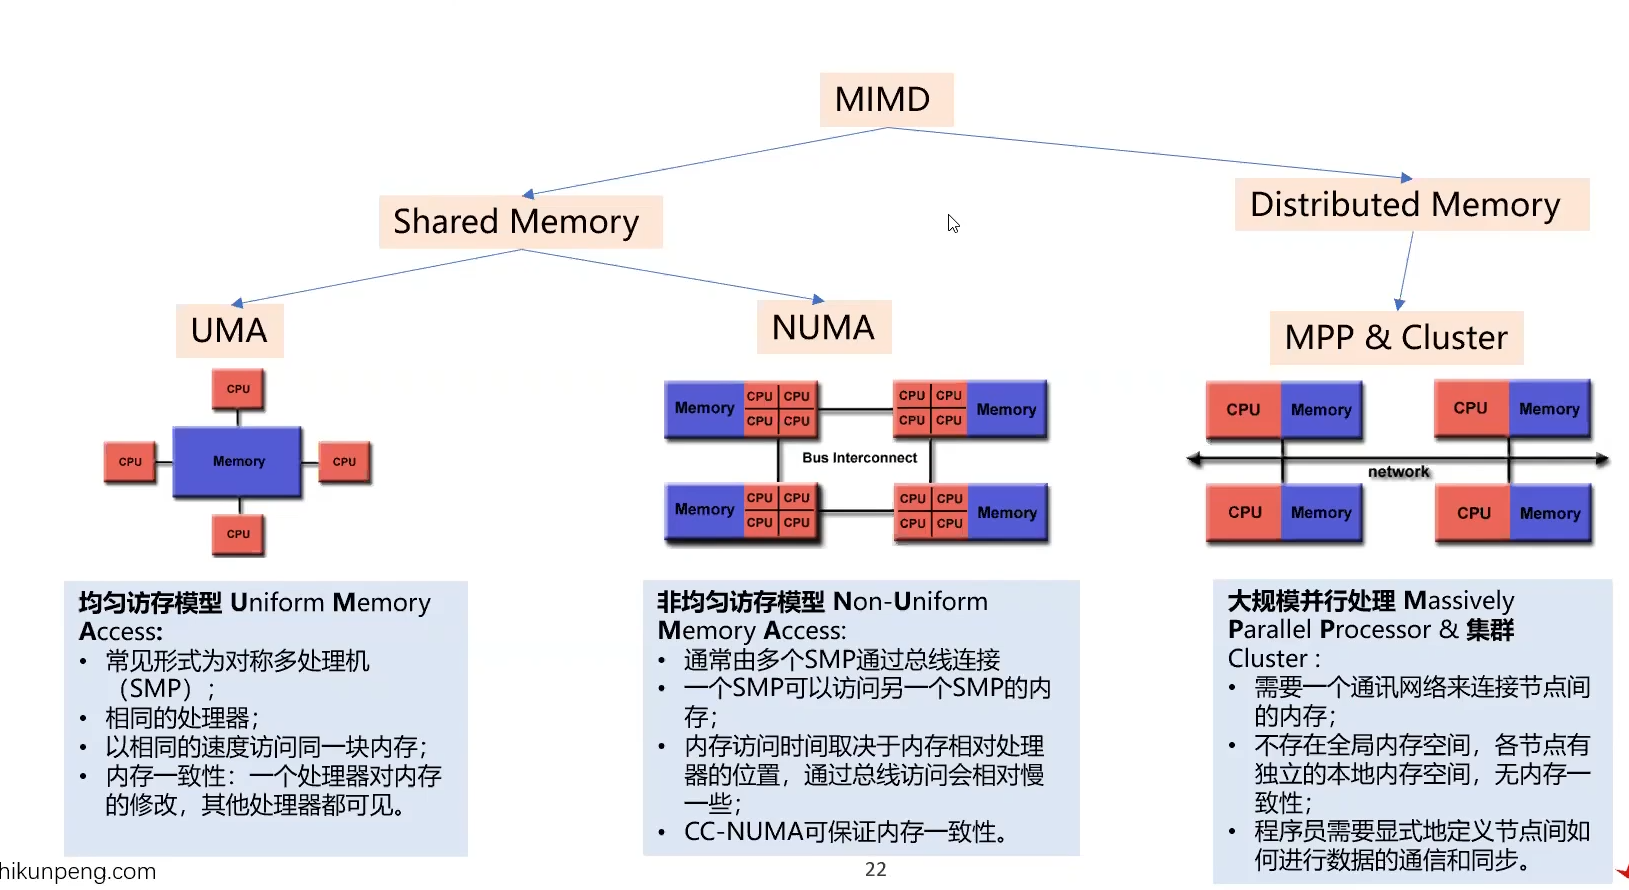 MIMD
Shared Memory
Distributed Memory
UMA
NUMA
MPP & Cluster
CPU
CPU
Memory
CPU
CPU
Memory
CPU CPU
CPU CPU
CPU CPU
CPU CPU
Memory
Bus Interconnect
Memory
CPU CPU
CPU CPU
CPU CPU
CPU CPU
Memory
CPU Memory
CPU Memory
network
CPU Memory
CPU Memory
均匀访存模型 Uniform Memory
Access:
• 常见形式为对称多处理机
（SMP）;
• 相同的处理器；
• 以相同的速度访问同一块内存；
• 内存一致性：一个处理器对内存
的修改，其他处理器都可见。
非均匀访存模型 Non-Uniform
Memory Access:
• 通常由多个SMP通过总线连接
• 一个SMP可以访问另一个SMP的内
存；
• 内存访问时间取决于内存相对处理
器的位置，通过总线访问会相对慢
一些；
• CC-NUMA可保证内存一致性。
大规模并行处理 Massively
Parallel Processor & 集群
Cluster :
• 需要一个通讯网络来连接节点间
的内存；
• 不存在全局内存空间，各节点有
独立的本地内存空间，无内存一
致性；
• 程序员需要显式地定义节点间如
何进行数据的通信和同步。
hikunpeng.com
22